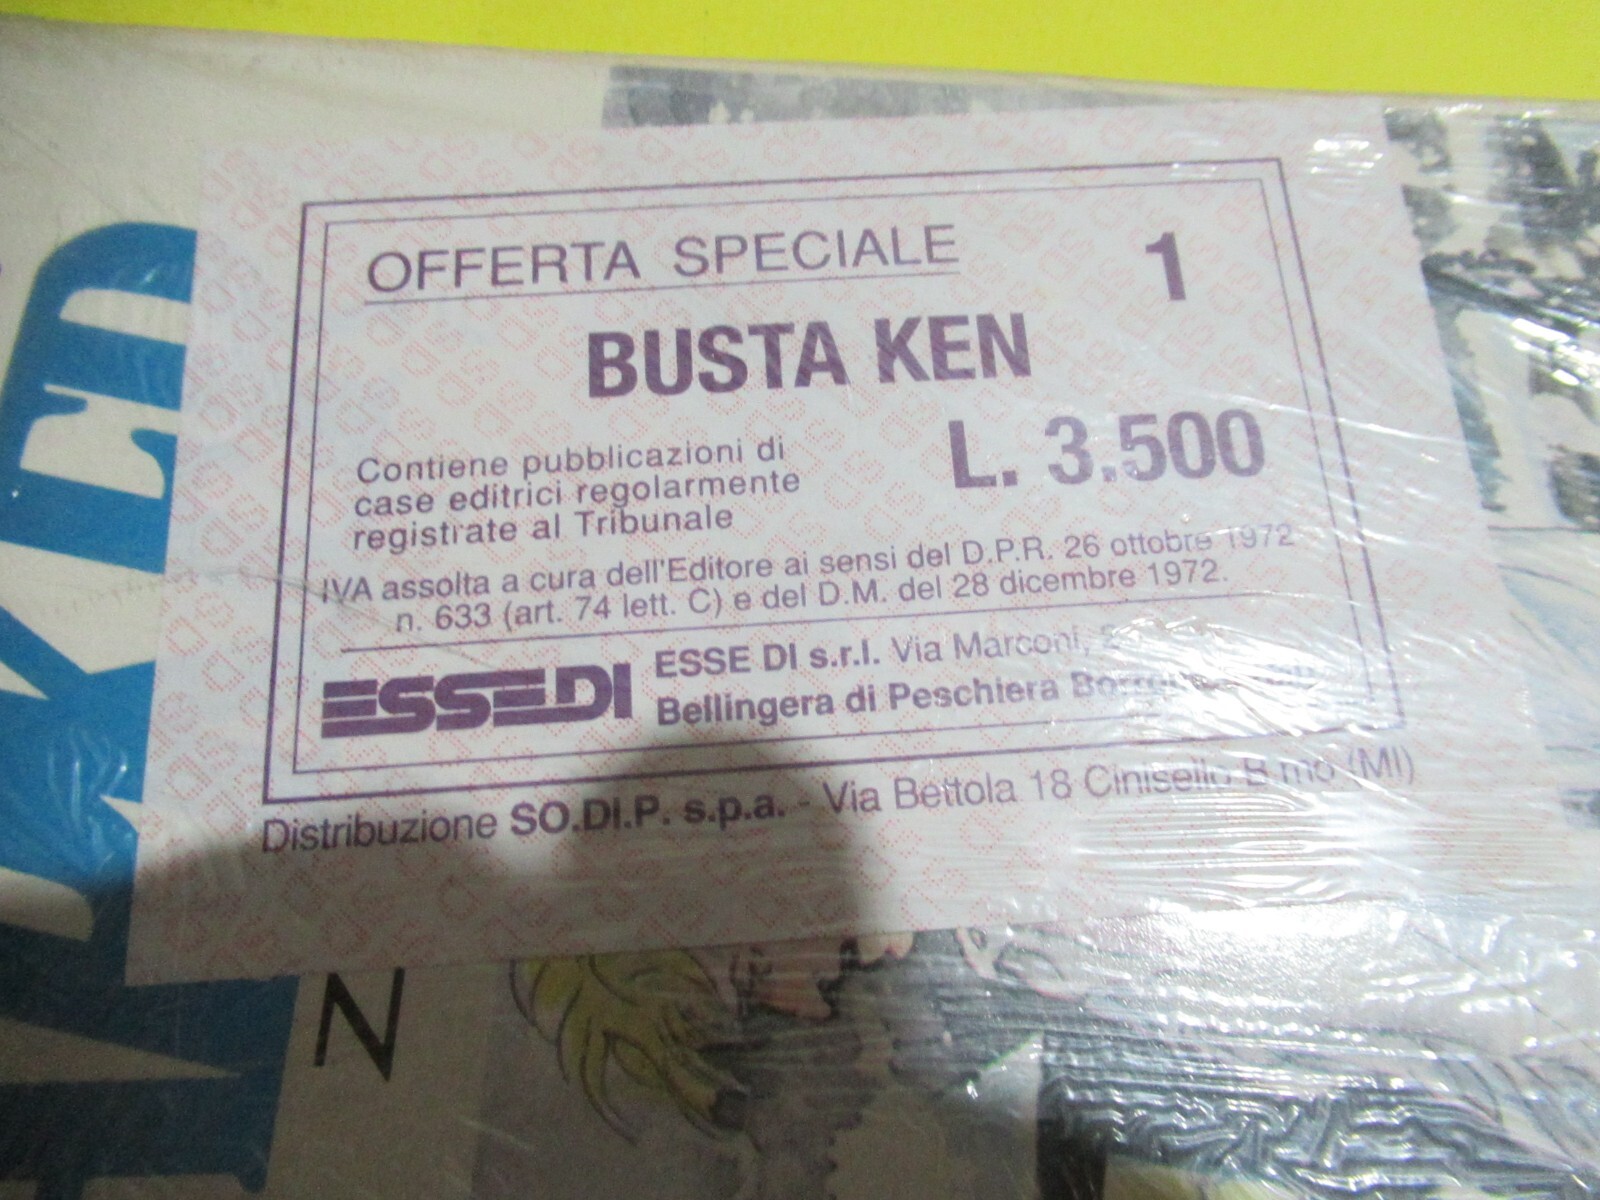 OFFERTA SPECIALE 1
BUSTA KEN
L. 3.500
Contiene pubblicazioni di
case editrici regolarmente
registrate al Tribunale
IVA assolta a cura dell'Editore ai sensi del D.P.R. 26 ottobre 1972
n. 633 (art. 74 lett. C) e del D.M. del 28 dicembre 1972.
ESSEDI
ESSE DI s.r.l. Via Marconi,
Bellingera di Peschiera
Distribuzione SO.DI.P. s.p.a. - Via Bettola 18 Cinisello B.mo (MI)
N